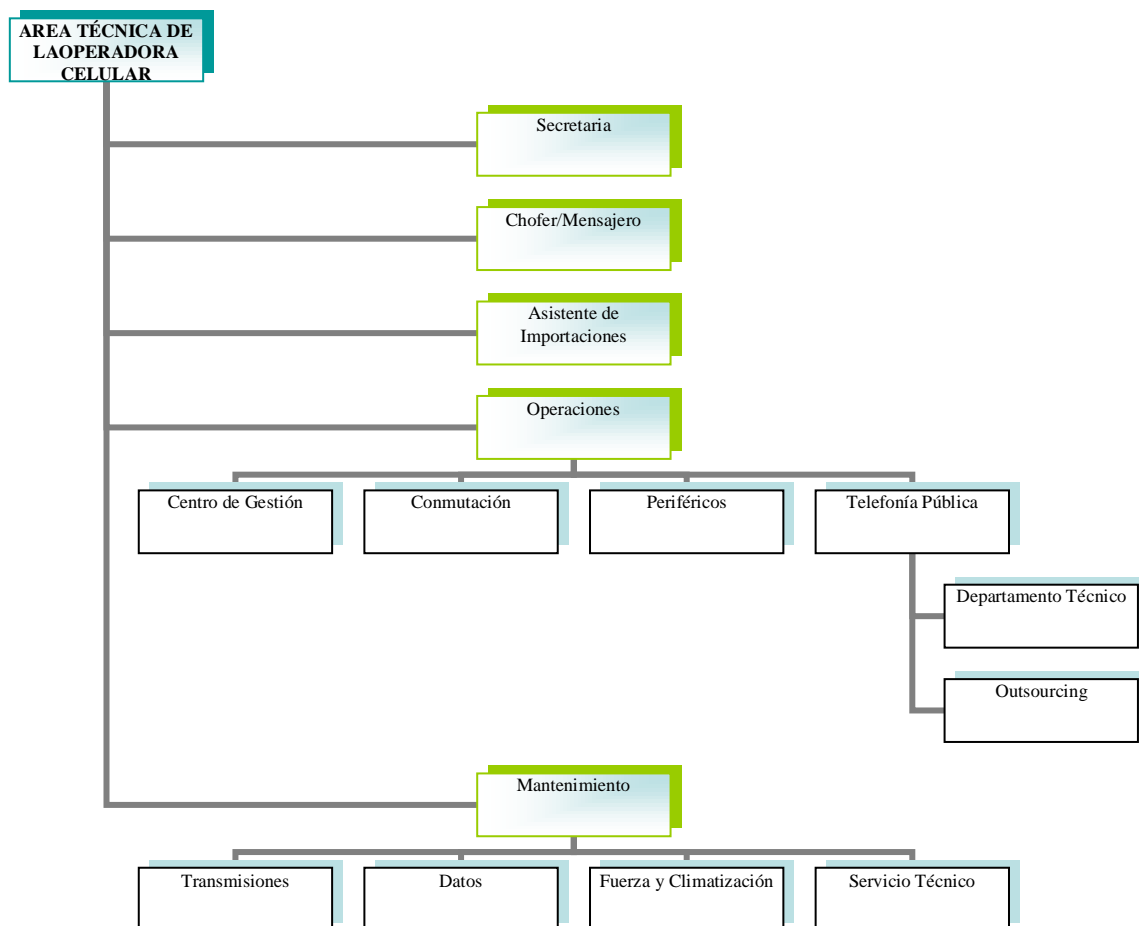 AREA TÉCNICA DE
LAOPERADORA
CELULAR
Secretaria
Chofer/Mensajero
Asistente de
Importaciones
Operaciones
Centro de Gestión
Conmutación
Periféricos
Telefonía Pública
Departamento Técnico
Outsourcing
Mantenimiento
Transmisiones
Datos
Fuerza y Climatización
Servicio Técnico